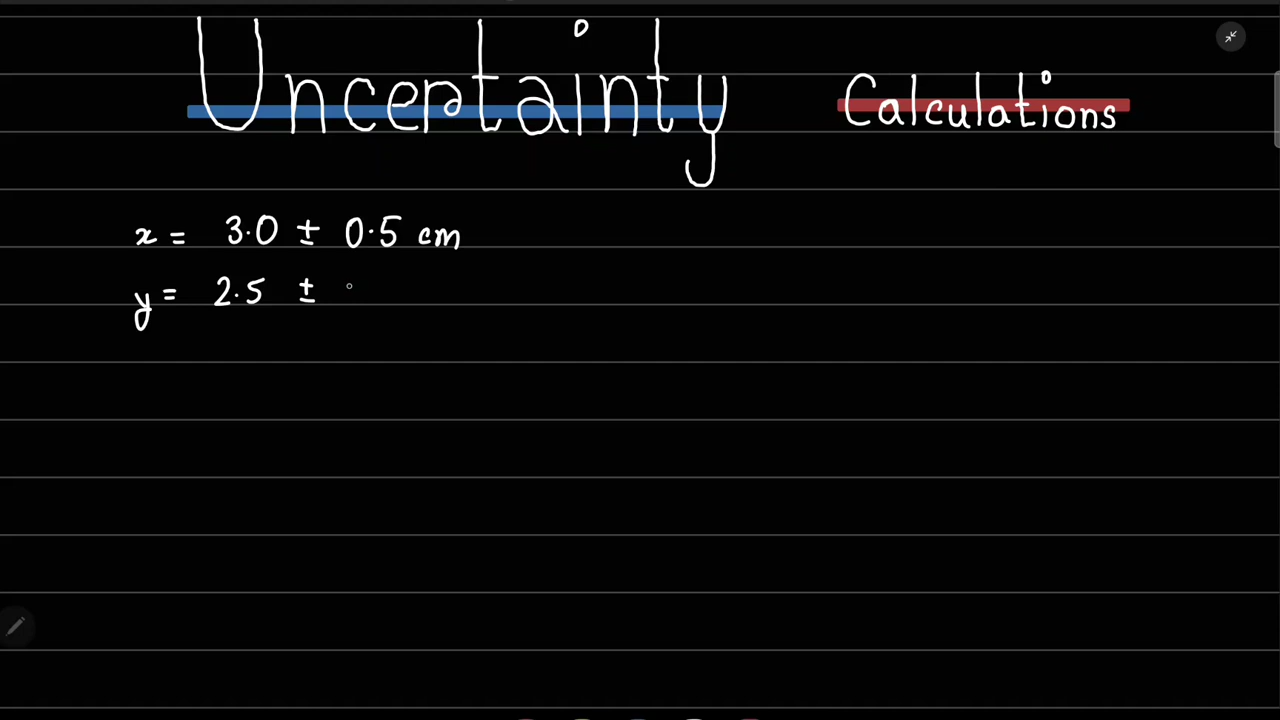 Uncertainty Calculations
x = 3.0 ± 0.5 cm
y = 2.5 ±